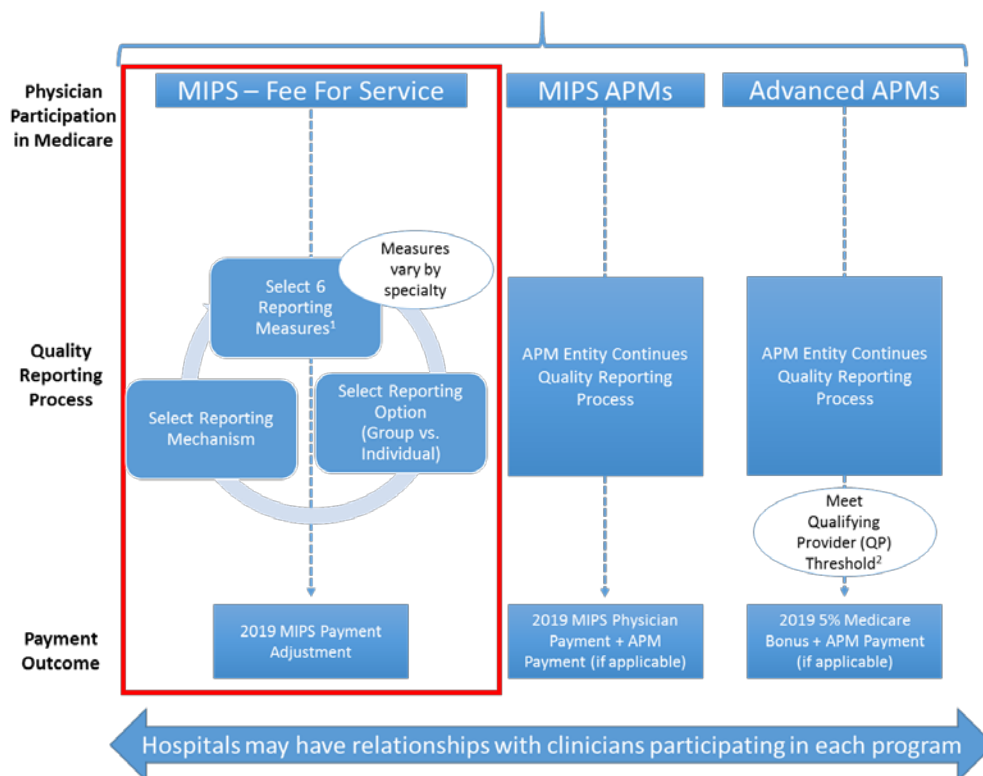 Physician
Participation
in Medicare
MIPS – Fee For Service
MIPS APMs
Advanced APMs
Quality
Reporting
Process
Measures
vary by
specialty
Select 6
Reporting
Measures1
Select Reporting
Mechanism
Select Reporting
Option
(Group vs.
Individual)
APM Entity Continues
Quality Reporting
Process
APM Entity Continues
Quality Reporting
Process
Meet
Qualifying
Provider (QP)
Threshold2
Payment
Outcome
2019 MIPS Payment
Adjustment
2019 MIPS Physician
Payment + APM
Payment (if applicable)
2019 5% Medicare
Bonus + APM Payment
(if applicable)
Hospitals may have relationships with clinicians participating in each program